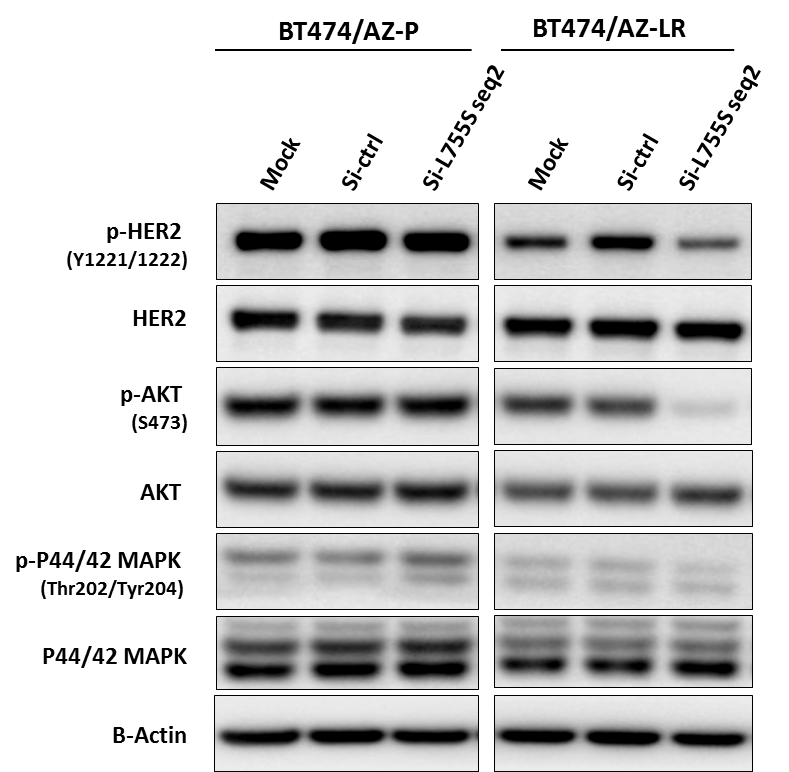 BT474/AZ-P
BT474/AZ-LR
Mock
Si-ctrl
Si-L755S seq2
Mock
Si-ctrl
Si-L755S seq2
p-HER2
(Y1221/1222)
HER2
p-AKT
(S473)
AKT
p-P44/42 MAPK
(Thr202/Tyr204)
P44/42 MAPK
B-Actin